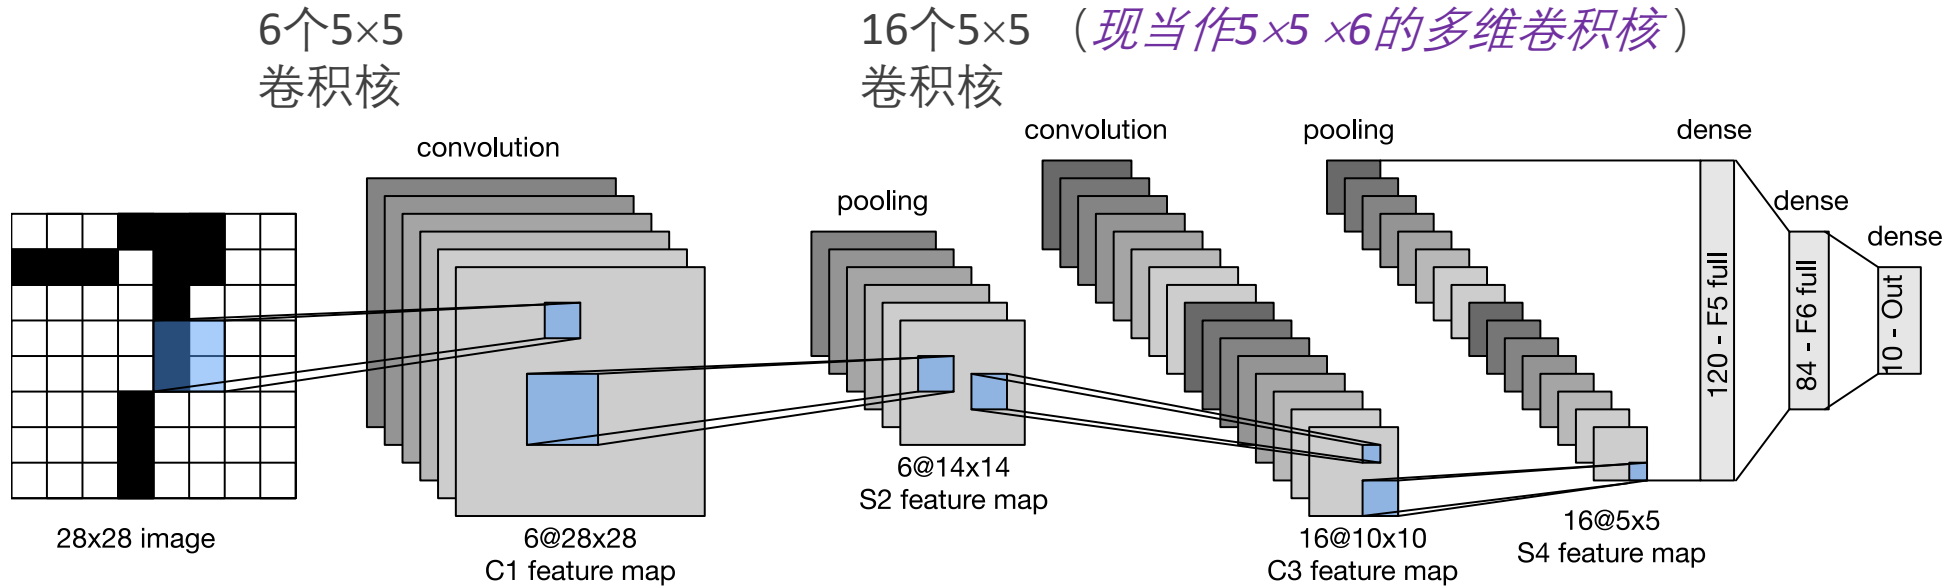 6个5×5 卷积核
16个5×5 （现当作5×5 ×6的多维卷积核）
卷积核
convolution
pooling
convolution
pooling
dense
dense
dense
28x28 image
6@28x28
C1 feature map
6@14x14
S2 feature map
16@10x10
C3 feature map
16@5x5
S4 feature map
120 - F5 full
84 - F6 full
10 - Out